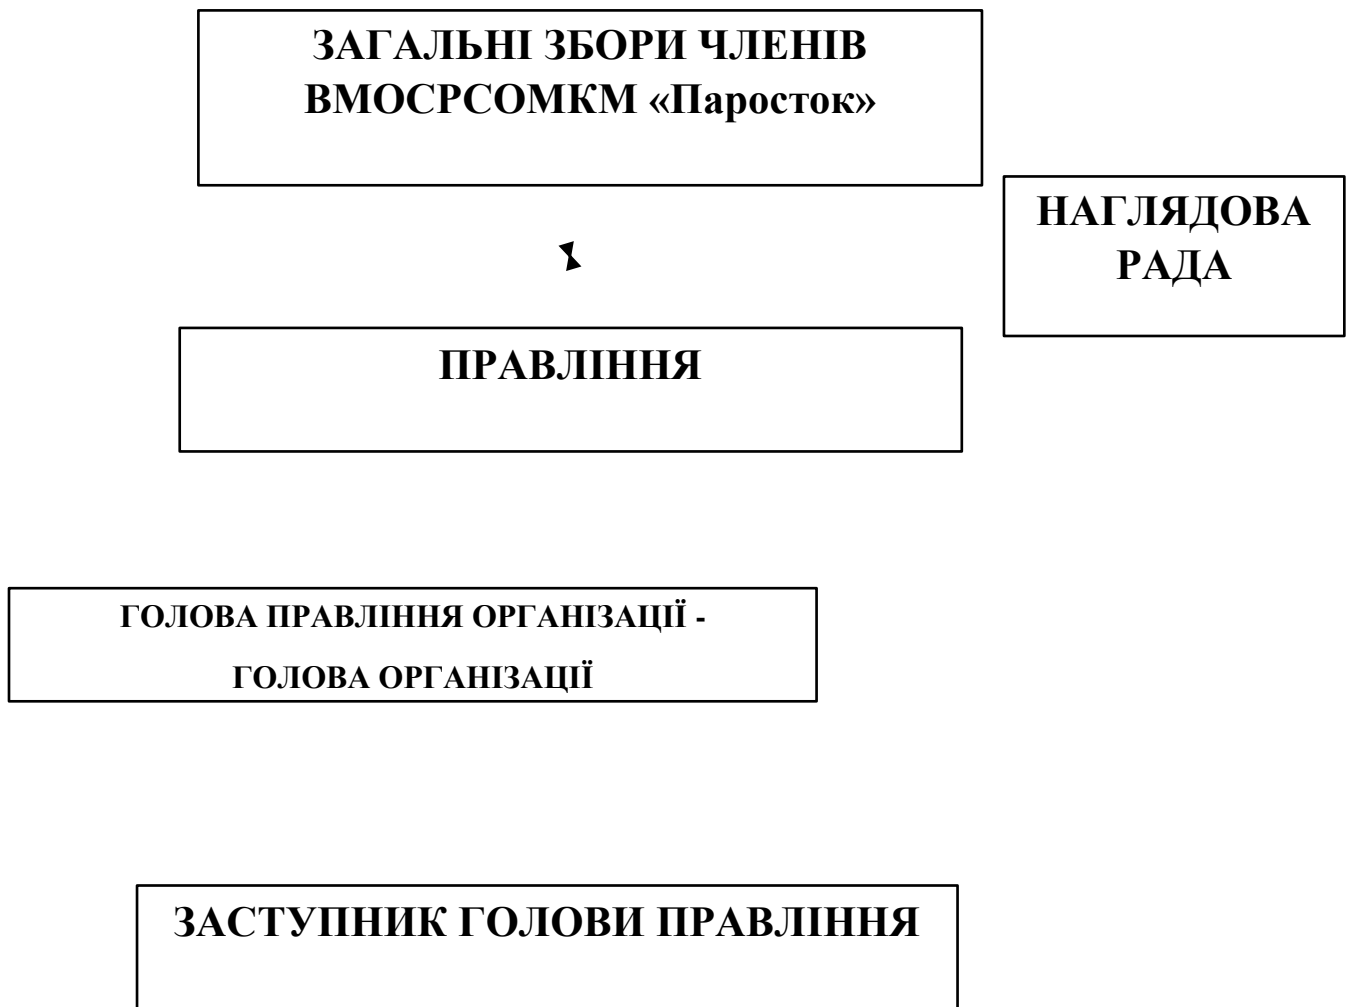 ЗАГАЛЬНІ ЗБОРИ ЧЛЕНІВ
ВМОСРСОМКМ «Паросток»
НАГЛЯДОВА
РАДА
ПРАВЛІННЯ
ГОЛОВА ПРАВЛІННЯ ОРГАНІЗАЦІЇ -
ГОЛОВА ОРГАНІЗАЦІЇ
ЗАСТУПНИК ГОЛОВИ ПРАВЛІННЯ